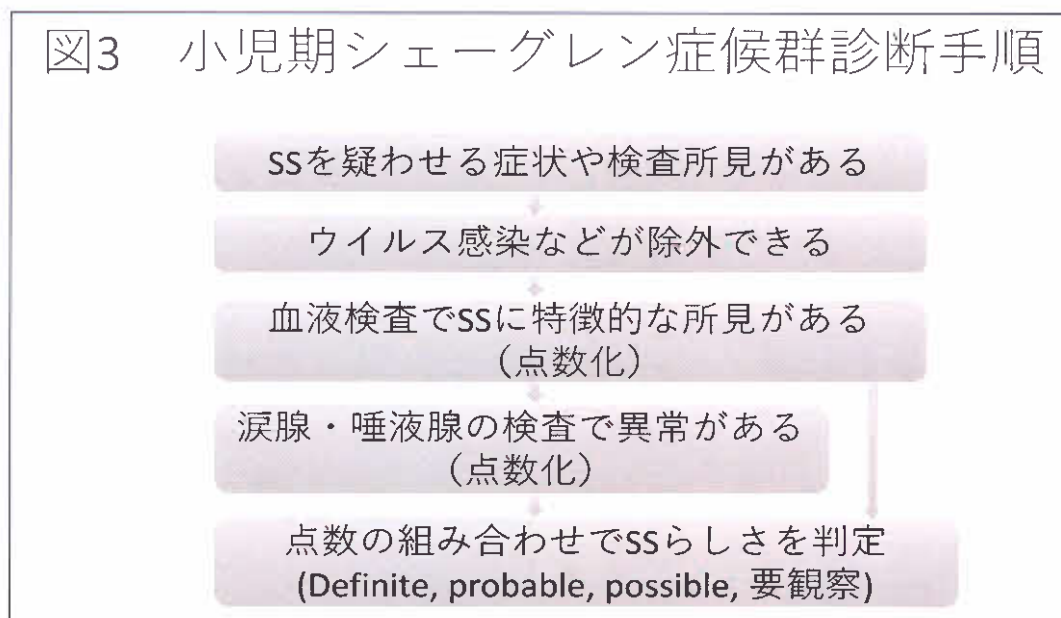 図3 小児期シェーグレン症候群診断手順
SSを疑わせる症状や検査所見がある
ウイルス感染などが除外できる
血液検査でSSに特徴的な所見がある
(点数化)
涙腺・唾液腺の検査で異常がある
(点数化)
点数の組み合わせでSSらしさを判定
(Definite, probable, possible, 要観察)